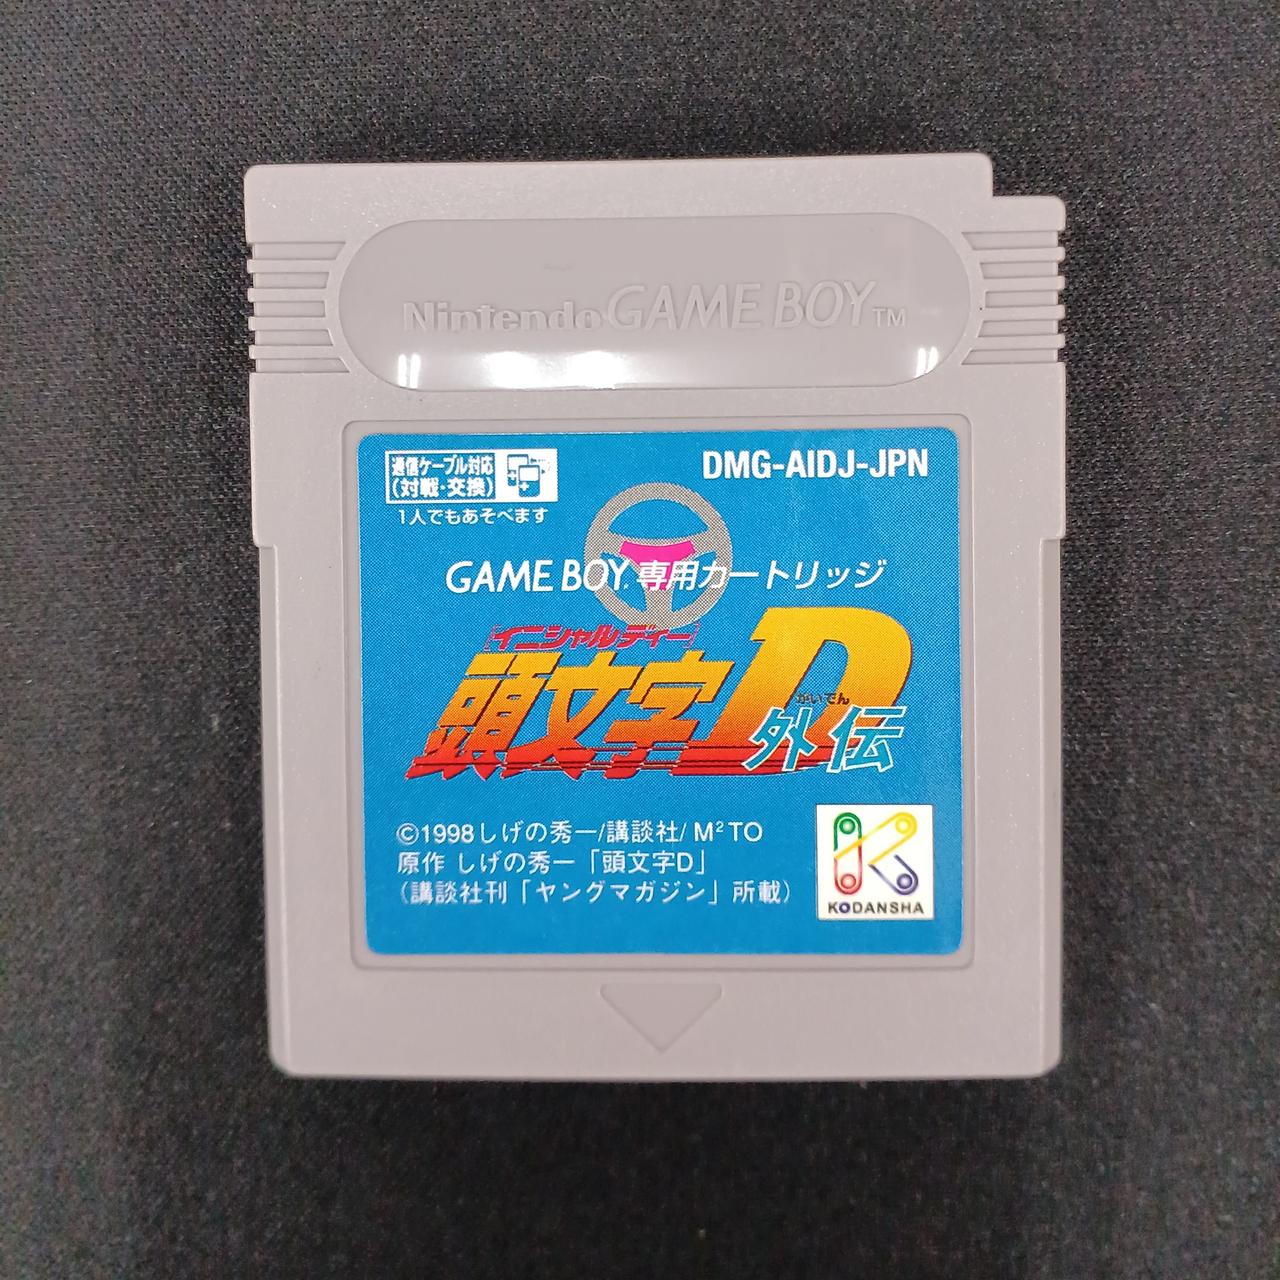 Nintendo GAME BOY TM
通信ケーブル対応
(対戦・交換)
DMG-AIDJ-JPN
1人でもあそべます
GAME BOY 専用カートリッジ
イニシャルディー
頭文字D
がいでん
外伝
©1998しげの秀一/講談社/ M²TO
原作 しげの秀一「頭文字D」
(講談社刊「ヤングマガジン」所載)
KODANSHA